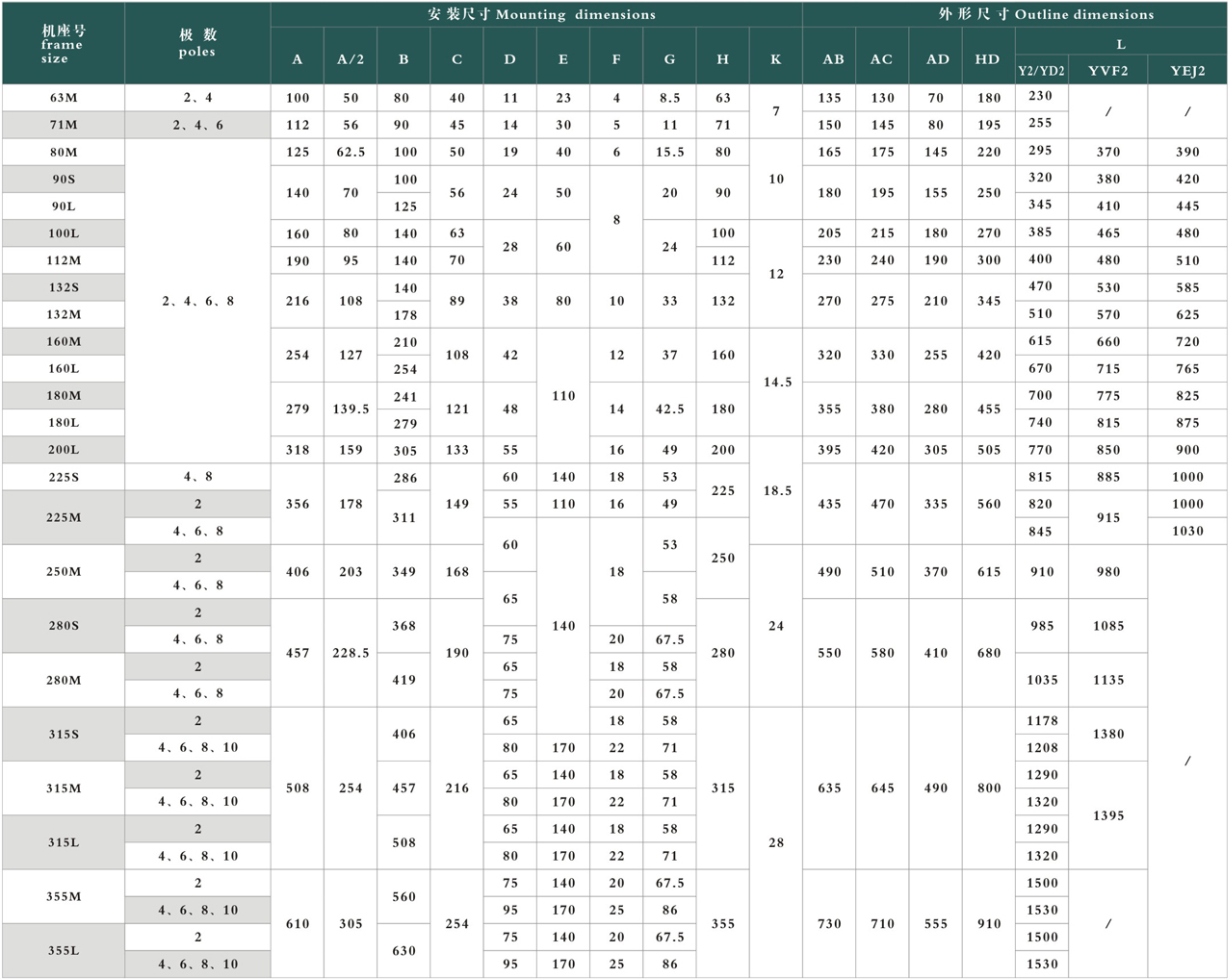 机座号 frame size 极 数 poles 安 装 尺 寸 Mounting dimensions 外 形 尺 寸 Outline dimensions
A A/2 B C D E F G H K AB AC AD HD L
Y2/YD2 YVF2 YEJ2
63M 2、4 100 50 80 40 11 23 4 8.5 63 7 135 130 70 180 230 / /
71M 2、4、6 112 56 90 45 14 30 5 11 71 150 145 80 195 255
80M 2、4、6、8 125 62.5 100 50 19 40 6 15.5 80 10 165 175 145 220 295 370 390
90S 140 70 100 56 24 50 8 20 90 180 195 155 250 320 380 420
90L 125 345 410 445
100L 160 80 140 63 28 60 24 100 12 205 215 180 270 385 465 480
112M 190 95 140 70 112 230 240 190 300 400 480 510
132S 216 108 140 89 38 80 10 33 132 270 275 210 345 470 530 585
132M 178 510 570 625
160M 254 127 210 108 42 110 12 37 160 14.5 320 330 255 420 615 660 720
160L 254 670 715 765
180M 279 139.5 241 121 48 14 42.5 180 355 380 280 455 700 775 825
180L 279 740 815 875
200L 318 159 305 133 55 16 49 200 18.5 395 420 305 505 770 850 900
225S 4、8 356 178 286 149 60 140 18 53 225 435 470 335 560 815 885 1000
225M 2 311 55 110 16 49 820 915 1000
4、6、8 60 140 18 53 250 845 1030
250M 2 406 203 349 168 24 490 510 370 615 910 980 /
4、6、8 65 58
280S 2 457 228.5 368 190 280 550 580 410 680 985 1085
4、6、8 75 20 67.5
280M 2 419 65 18 58 1035 1135
4、6、8 75 20 67.5
315S 2 508 254 406 216 65 18 58 315 28 635 645 490 800 1178 1380
4、6、8、10 80 170 22 71 1208
315M 2 457 65 140 18 58 1290 1395
4、6、8、10 80 170 22 71 1320
315L 2 508 65 140 18 58 1290
4、6、8、10 80 170 22 71 1320
355M 2 610 305 560 254 75 140 20 67.5 355 730 710 555 910 1500 /
4、6、8、10 95 170 25 86 1530
355L 2 630 75 140 20 67.5 1500
4、6、8、10 95 170 25 86 1530